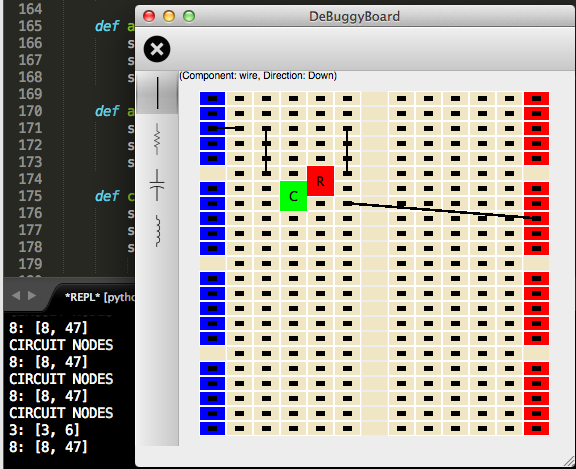 DeBuggyBoard
(Component: wire, Direction: Down)
164
165 def a
166 s
167 s
168 s
169
170 def a
171 s
172 s
173 s
174
175 def c
176 s
177 s
178 s
179
R
C
*REPL* [pytho
8: [8, 47]
CIRCUIT NODES
8: [8, 47]
CIRCUIT NODES
8: [8, 47]
CIRCUIT NODES
3: [3, 6]
8: [8, 47]